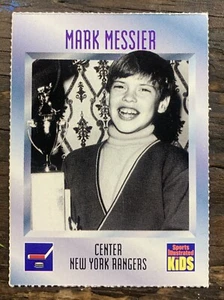 MARK MESSIER
CENTER
NEW YORK RANGERS
Sports
Illustrated
KIDS